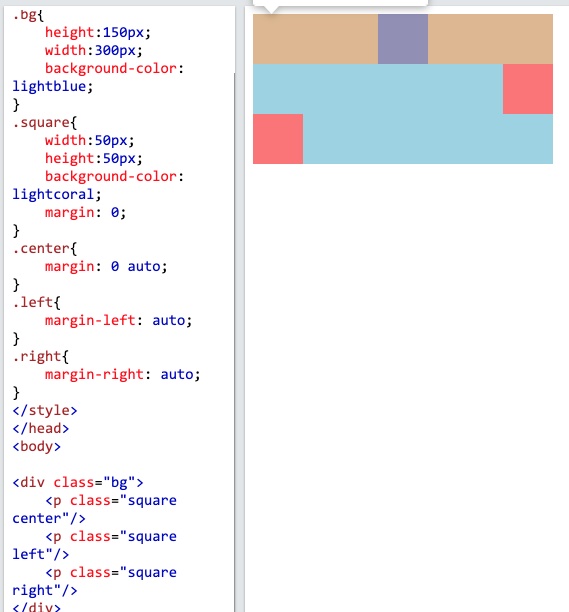 .bg{
height:150px;
width:300px;
background-color:
lightblue;
}
.square{
width:50px;
height:50px;
background-color:
lightcoral;
margin: 0;
}
.center{
margin: 0 auto;
}
.left{
margin-left: auto;
}
.right{
margin-right: auto;
}
</style>
</head>
<body>
<div class="bg">
<p class="square
center"/>
<p class="square
left"/>
<p class="square
right"/>
</div>